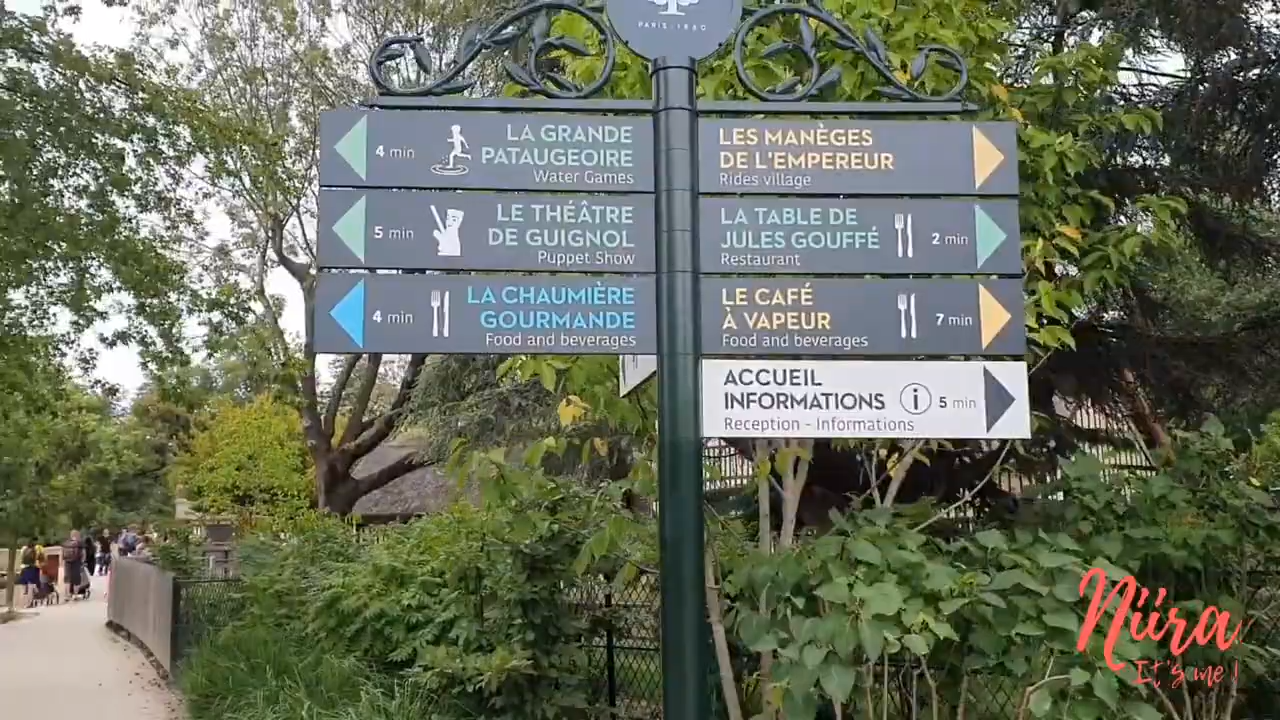 PARIS · 1860
4 min
LA GRANDE
PATAUGEOIRE
Water Games
5 min
LE THÉÂTRE
DE GUIGNOL
Puppet Show
4 min
LA CHAUMIÈRE
GOURMANDE
Food and beverages
LES MANÈGES
DE L'EMPEREUR
Rides village
LA TABLE DE
JULES GOUFFÉ
Restaurant
2 min
LE CAFÉ
À VAPEUR
Food and beverages
7 min
ACCUEIL
INFORMATIONS
Reception - Informations
i
5 min
Niira
It's me !